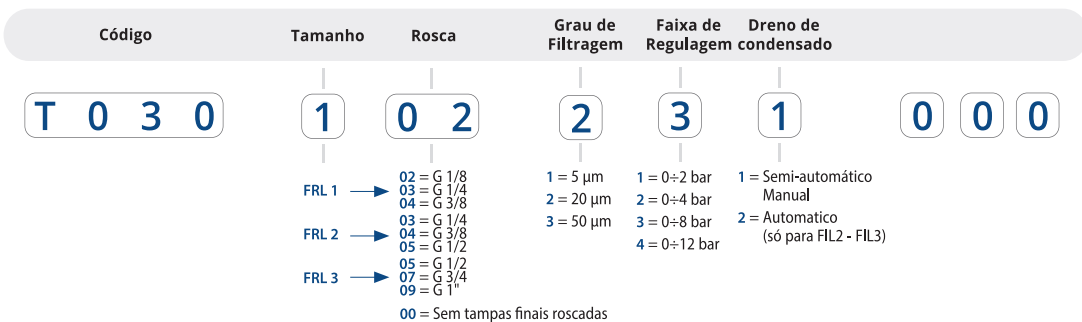 Código Tamanho Rosca Grau de Filtragem Faixa de Regulagem Dreno de condensado
T 0 3 0 1 0 2 2 3 1 0 0 0
FRL 1
02 = G 1/8
03 = G 1/4
04 = G 3/8
FRL 2
03 = G 1/4
04 = G 3/8
05 = G 1/2
FRL 3
05 = G 1/2
07 = G 3/4
09 = G 1"
00 = Sem tampas finais roscadas
1 = 5 µm
2 = 20 µm
3 = 50 µm
1 = 0÷2 bar
2 = 0÷4 bar
3 = 0÷8 bar
4 = 0÷12 bar
1 = Semi-automático
Manual
2 = Automatico
(só para FIL2 - FIL3)